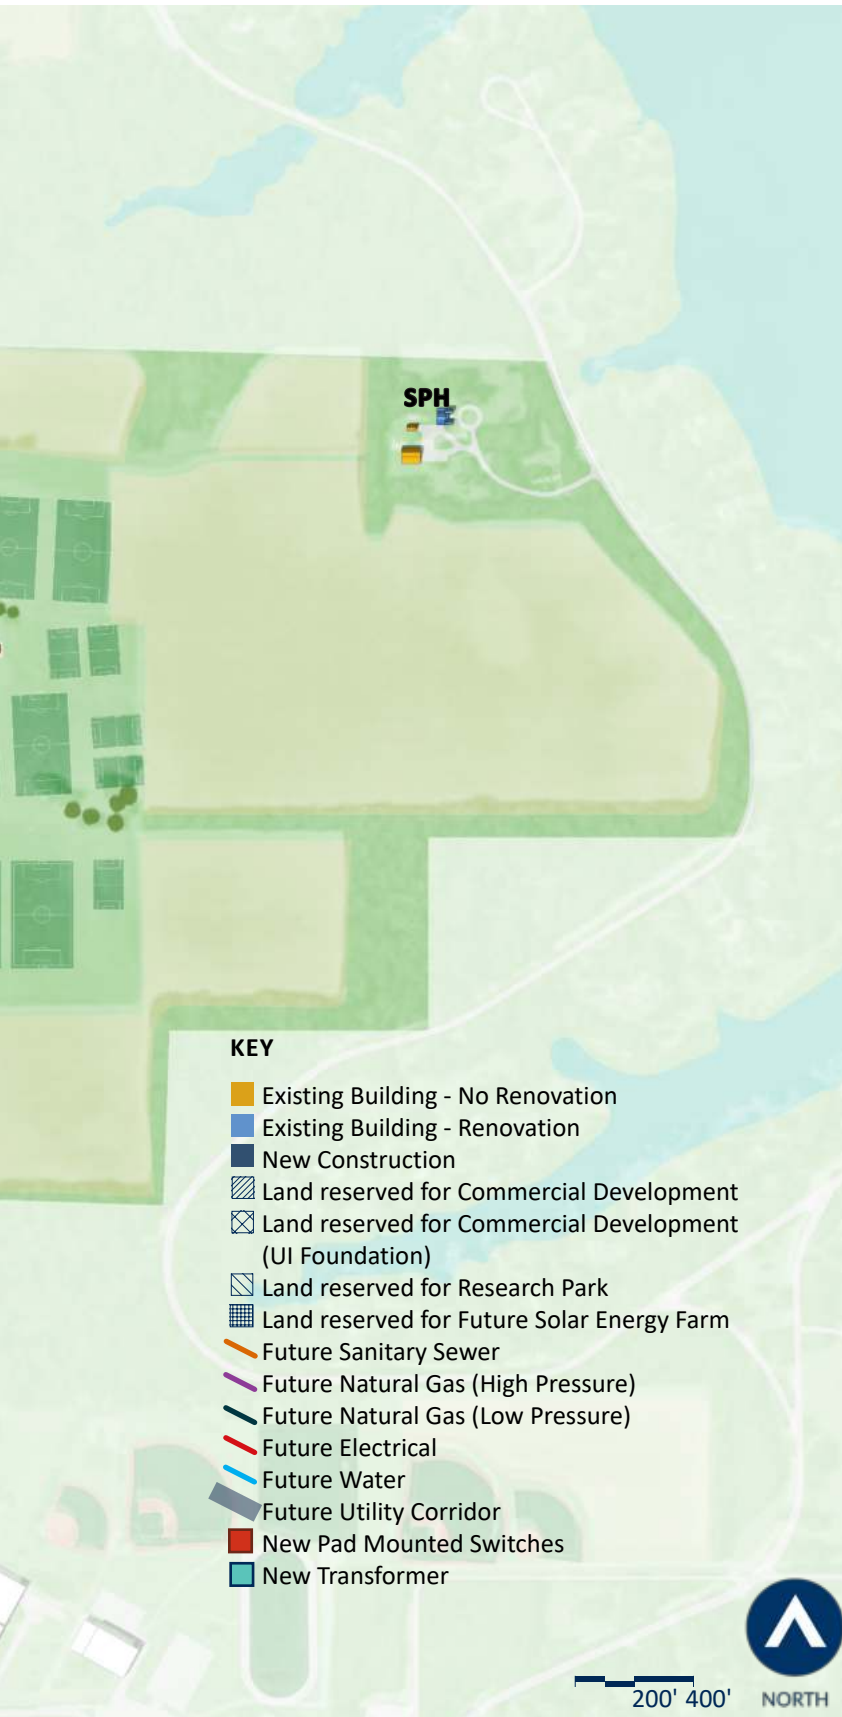 SPH
KEY
Existing Building - No Renovation
Existing Building - Renovation
New Construction
Land reserved for Commercial Development
Land reserved for Commercial Development
(UI Foundation)
Land reserved for Research Park
Land reserved for Future Solar Energy Farm
Future Sanitary Sewer
Future Natural Gas (High Pressure)
Future Natural Gas (Low Pressure)
Future Electrical
Future Water
Future Utility Corridor
New Pad Mounted Switches
New Transformer
200' 400'
NORTH